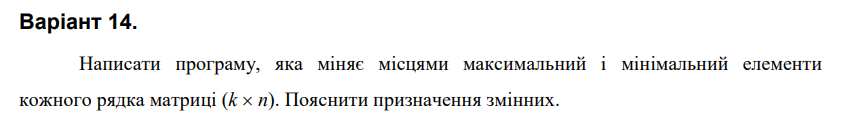 Варіант 14.
Написати програму, яка міняє місцями максимальний і мінімальний елементи
кожного рядка матриці (k × n). Пояснити призначення змінних.